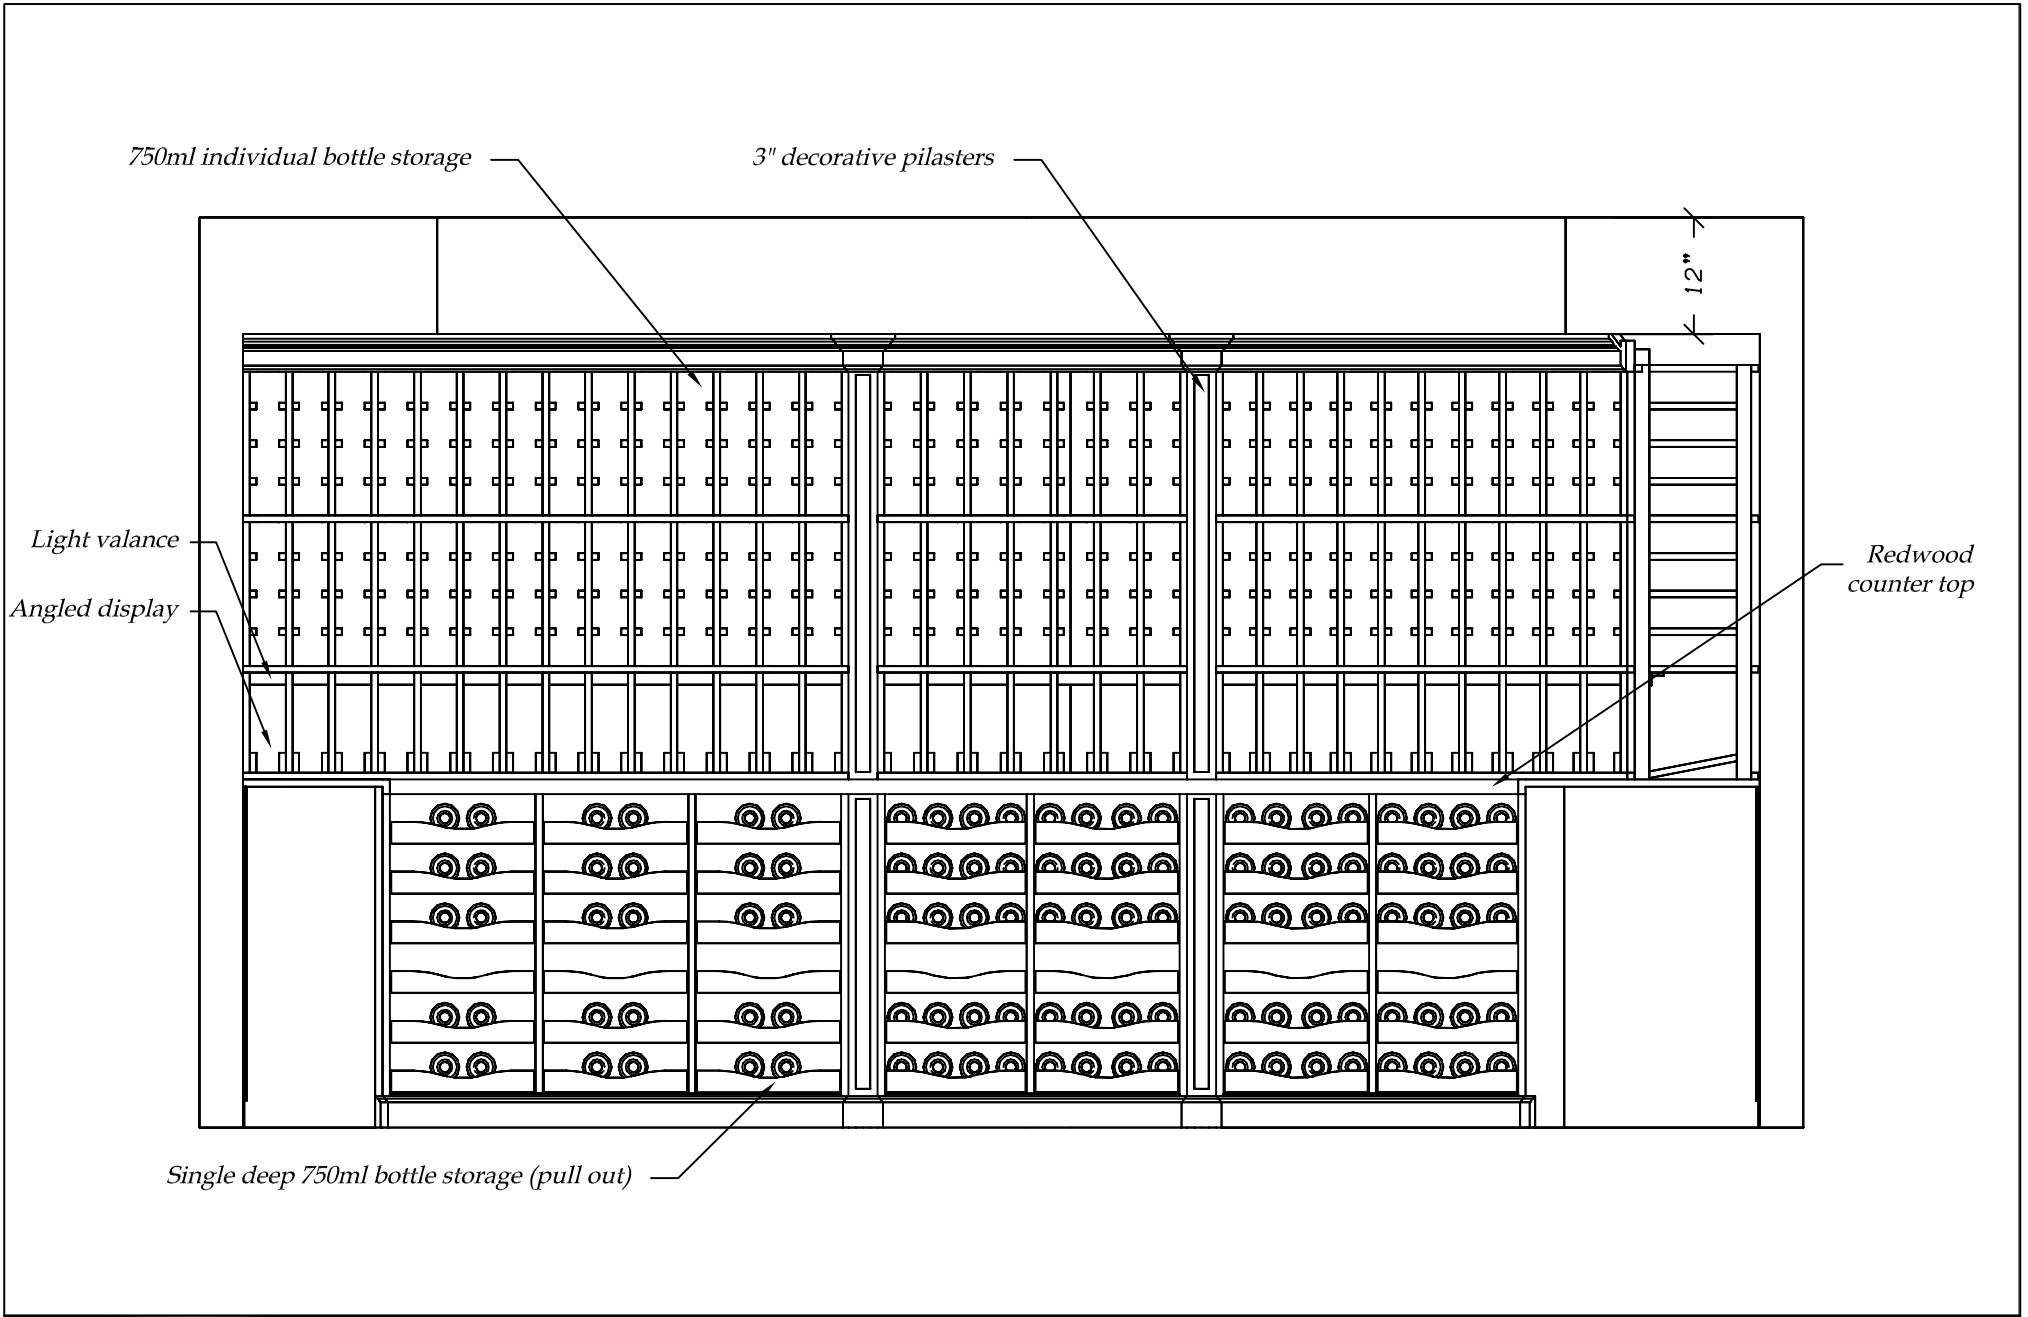 750ml individual bottle storage
3" decorative pilasters
12"
Light valance
Redwood
counter top
Angled display
Single deep 750ml bottle storage (pull out)